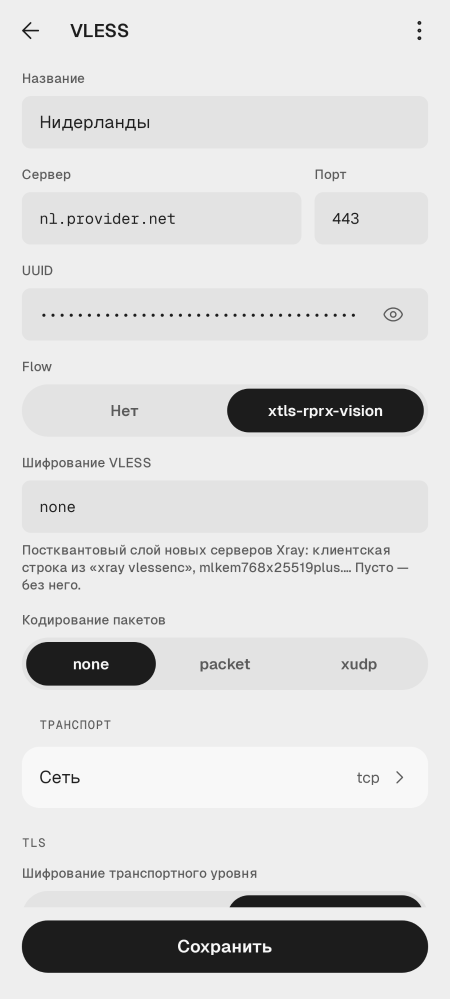 VLESS
Название
Нидерланды
Сервер
Порт
nl.provider.net
443
UUID
••••••••••••••••••••••••••••••••••••
Flow
Нет
xtls-rprx-vision
Шифрование VLESS
none
Постквантовый слой новых серверов Xray: клиентская
строка из «xray vlessenc», mlkem768x25519plus.… Пусто —
без него.
Кодирование пакетов
none
packet
xudp
ТРАНСПОРТ
Сеть
tcp
TLS
Шифрование транспортного уровня
Сохранить